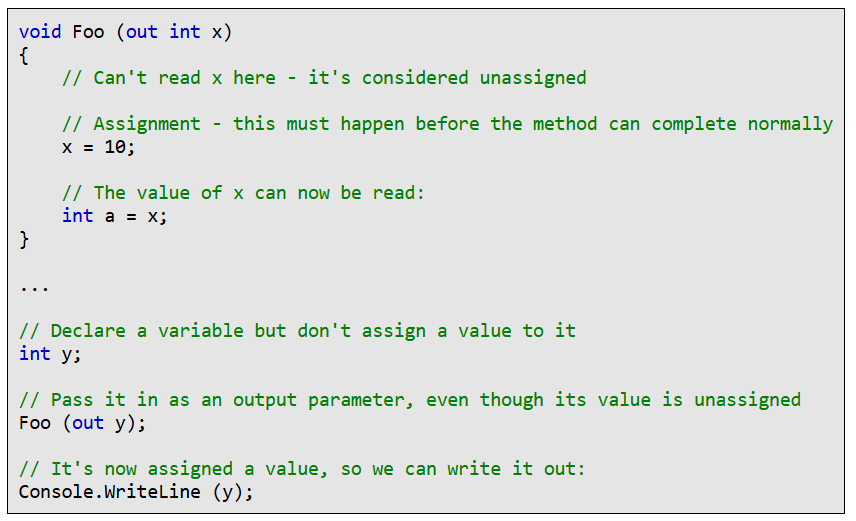 void Foo (out int x)
{
    // Can't read x here - it's considered unassigned

    // Assignment - this must happen before the method can complete normally
    x = 10;

    // The value of x can now be read:
    int a = x;
}

...

// Declare a variable but don't assign a value to it
int y;

// Pass it in as an output parameter, even though its value is unassigned
Foo (out y);

// It's now assigned a value, so we can write it out:
Console.WriteLine (y);